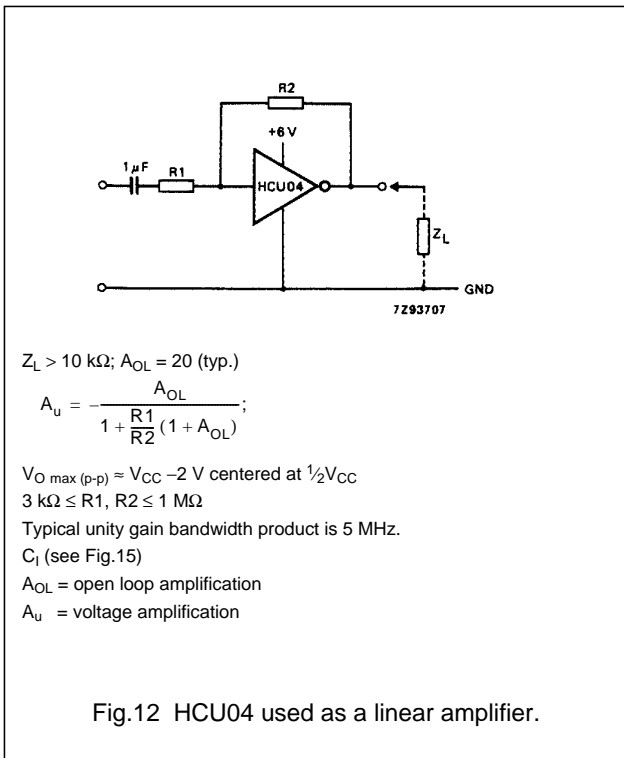 R2
+6 V
1 μF
R1
HCU04
Z_L
GND
7Z93707
Z_L > 10 kΩ; A_OL = 20 (typ.)
A_u = − A_OL / (1 + R1/R2 (1 + A_OL));
V_O max (p-p) ≈ V_CC −2 V centered at ½V_CC
3 kΩ ≤ R1, R2 ≤ 1 MΩ
Typical unity gain bandwidth product is 5 MHz.
C_I (see Fig.15)
A_OL = open loop amplification
A_u = voltage amplification
Fig.12 HCU04 used as a linear amplifier.